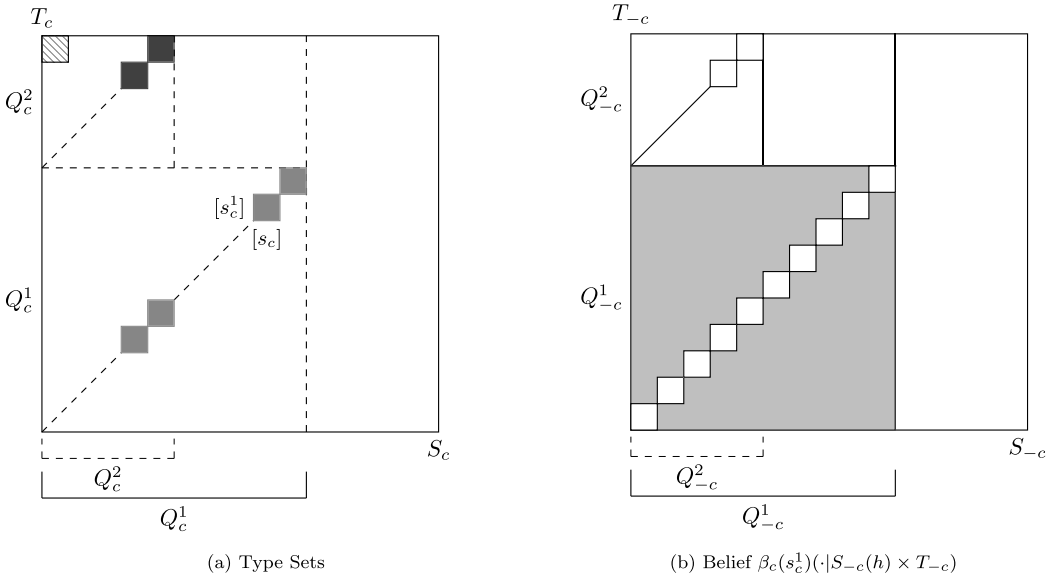 T_c
Q_c^2
[s_c^1]
[s_c]
Q_c^1
S_c
Q_c^2
Q_c^1
(a) Type Sets
T_{-c}
Q_{-c}^2
Q_{-c}^1
S_{-c}
Q_{-c}^2
Q_{-c}^1
(b) Belief β_c(s_c^1)(·|S_{-c}(h) × T_{-c})